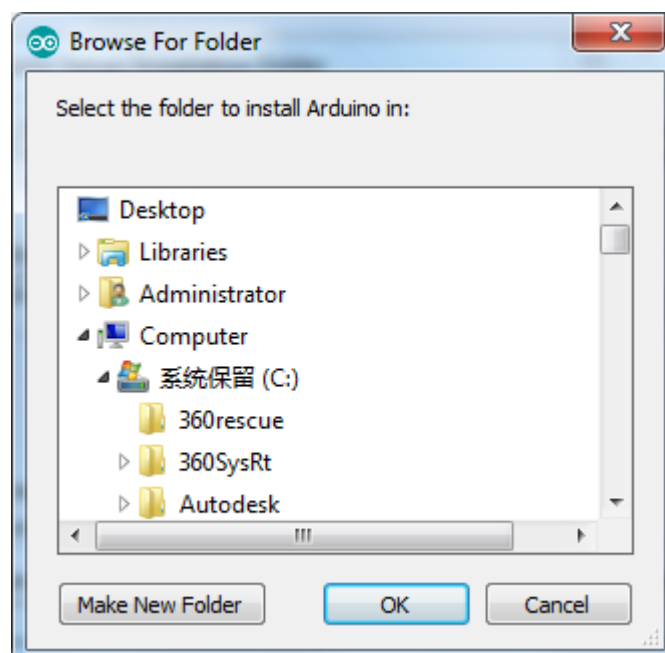 Browse For Folder
Select the folder to install Arduino in:
Desktop
Libraries
Administrator
Computer
系统保留 (C:)
360rescue
360SysRt
Autodesk
Make New Folder
OK
Cancel